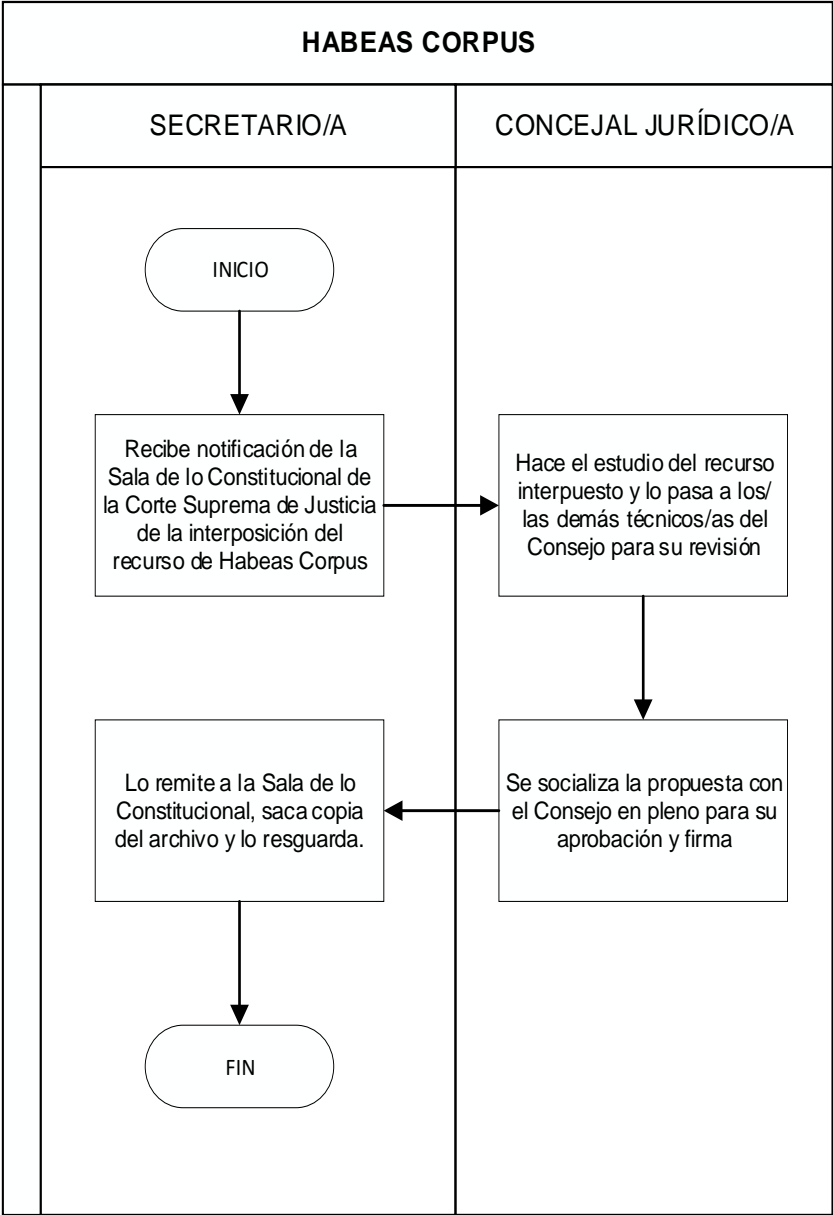 HABEAS CORPUS
SECRETARIO/A
CONCEJAL JURÍDICO/A
INICIO
Recibe notificación de la
Sala de lo Constitucional de
la Corte Suprema de Justicia
de la interposición del
recurso de Habeas Corpus
Hace el estudio del recurso
interpuesto y lo pasa a los/
las demás técnicos/as del
Consejo para su revisión
Se socializa la propuesta con
el Consejo en pleno para su
aprobación y firma
Lo remite a la Sala de lo
Constitucional, saca copia
del archivo y lo resguarda.
FIN